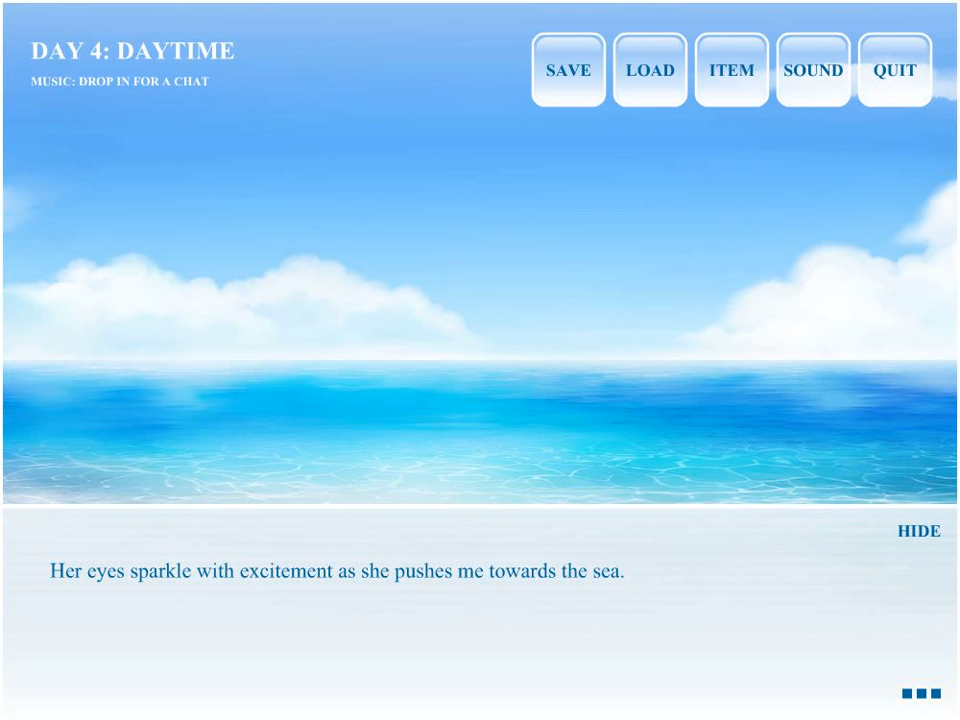 DAY 4: DAYTIME
MUSIC: DROP IN FOR A CHAT
SAVE LOAD ITEM SOUND QUIT
HIDE
Her eyes sparkle with excitement as she pushes me towards the sea.